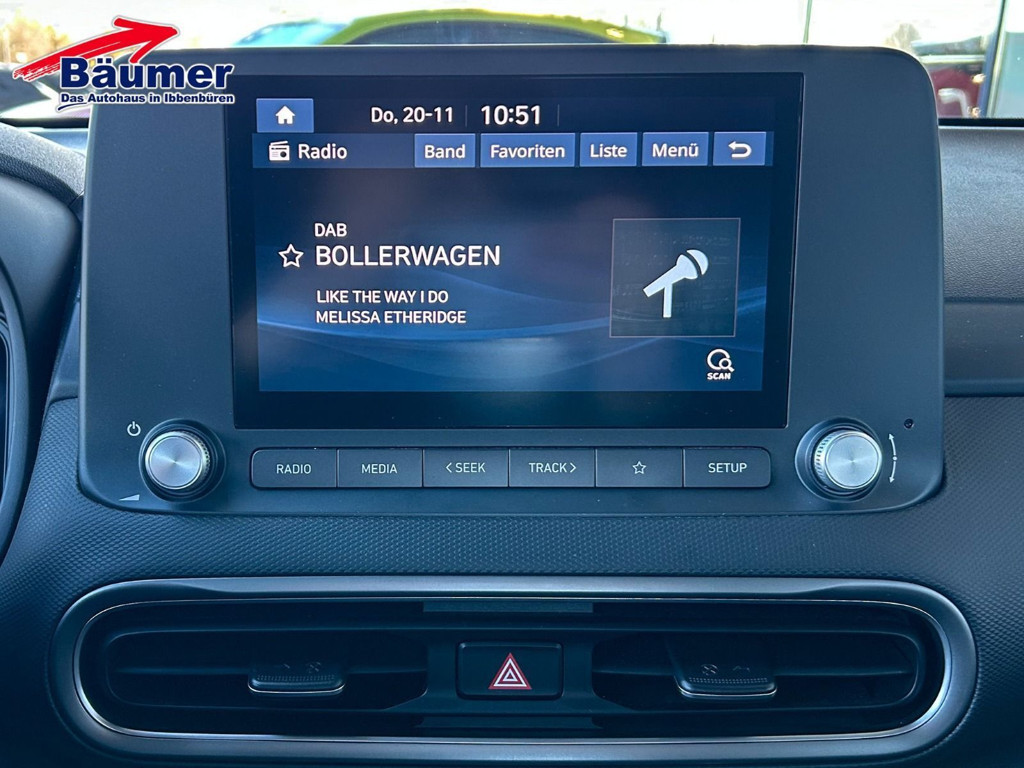 Bäumer
Das Autohaus in Ibbenbüren
Do, 20-11 10:51
Radio Band Favoriten Liste Menü
DAB
BOLLERWAGEN
LIKE THE WAY I DO
MELISSA ETHERIDGE
SCAN
RADIO MEDIA <SEEK TRACK> SETUP